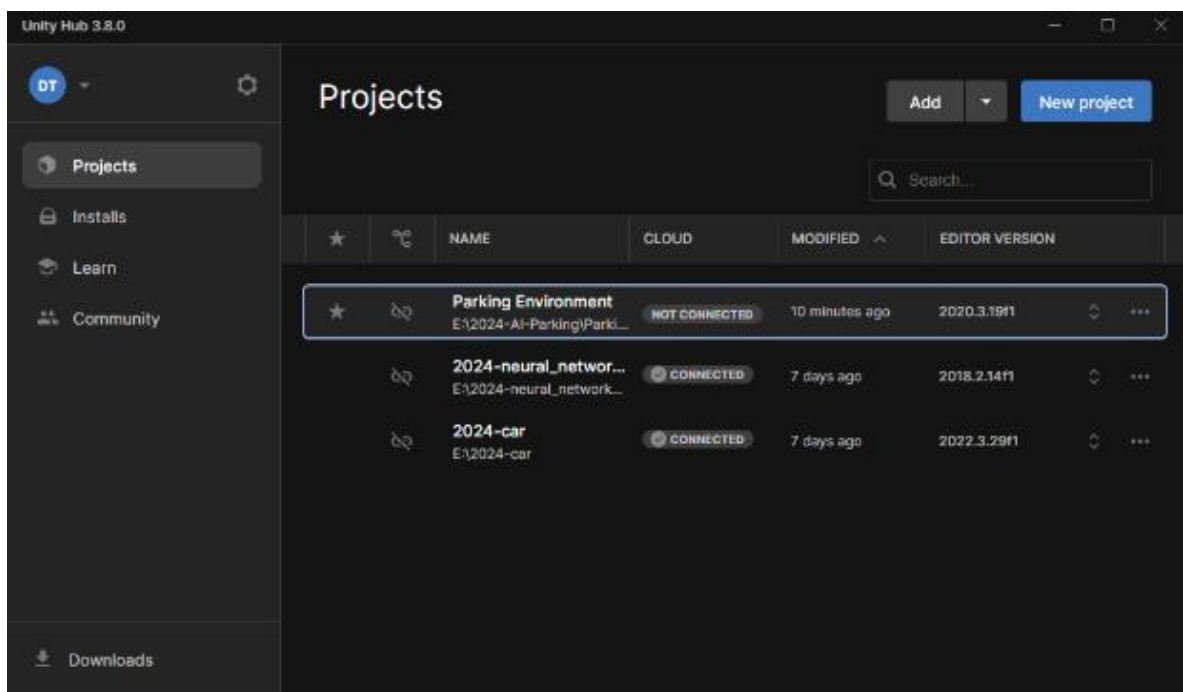 Unity Hub 3.8.0
DT
Projects
Add
New project
Projects
Search...
Installs
NAME CLOUD MODIFIED EDITOR VERSION
Learn
Community
Parking Environment
E:\2024-AI-Parking\Parki...
NOT CONNECTED 10 minutes ago 2020.3.19f1
2024-neural_networ...
E:\2024-neural_network...
CONNECTED 7 days ago 2018.2.14f1
2024-car
E:\2024-car
CONNECTED 7 days ago 2022.3.29f1
Downloads